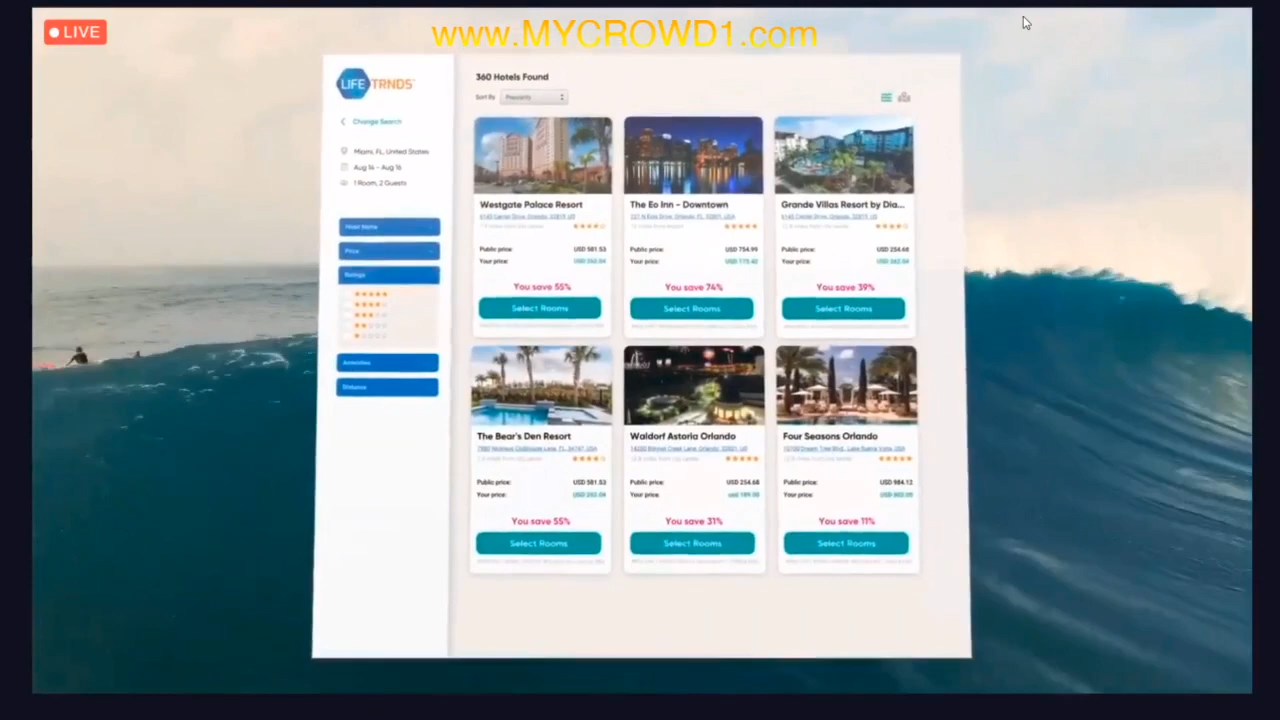 LIVE
www.MYCROWD1.com
LIFE TRNDS
Change Search
Miami, FL, United States
Aug 14 - Aug 16
1 Room, 2 Guests
Hotel Name
Price
Ratings
Amenities
Distance
360 Hotels Found
Sort By
Westgate Palace Resort
Public price: USD 581.53
Your price:
You save 55%
Select Rooms
The Eo Inn - Downtown
Public price: USD 754.99
Your price:
You save 74%
Select Rooms
Grande Villas Resort by Dia...
Public price: USD 254.68
Your price:
You save 39%
Select Rooms
The Bear's Den Resort
Public price: USD 581.53
Your price:
You save 55%
Select Rooms
Waldorf Astoria Orlando
Public price: USD 254.68
Your price:
You save 31%
Select Rooms
Four Seasons Orlando
Public price: USD 984.12
Your price:
You save 11%
Select Rooms